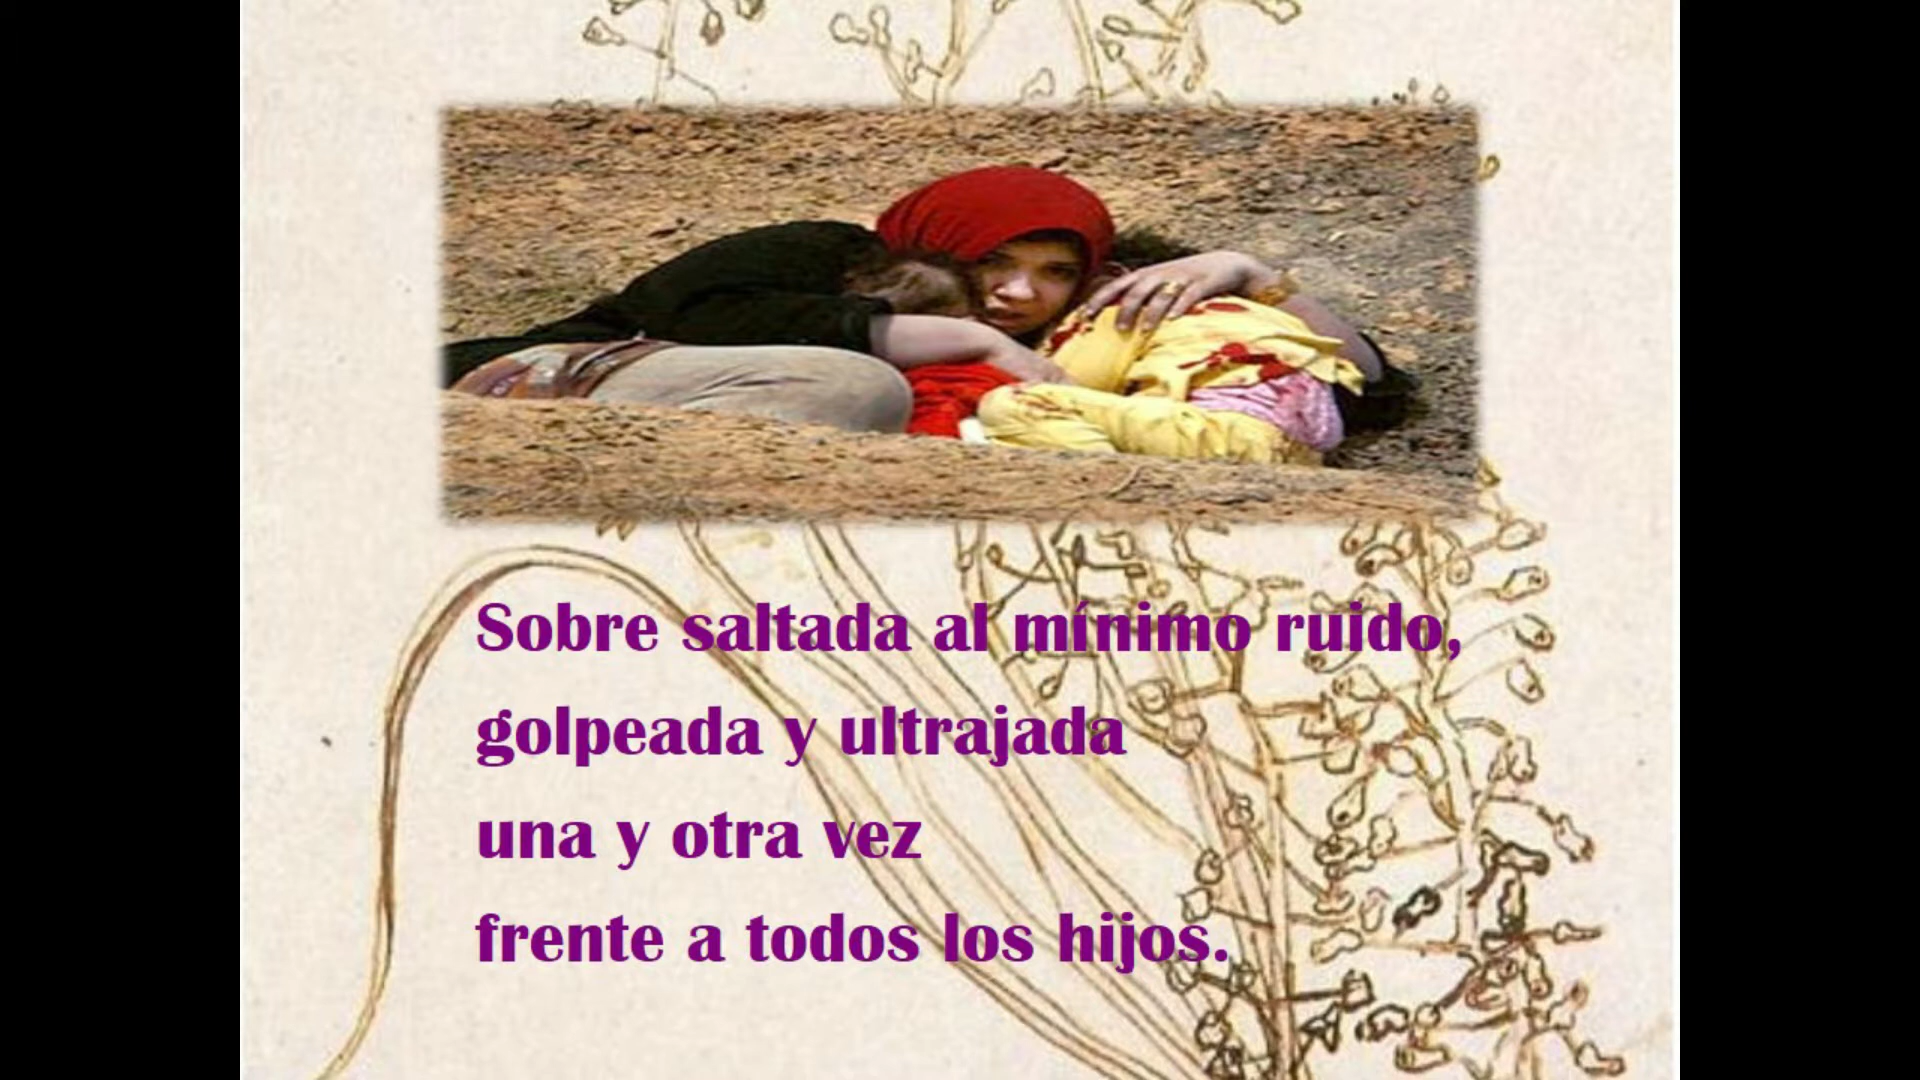 Sobre saltada al mínimo ruido,
golpeada y ultrajada
una y otra vez
frente a todos los hijos.